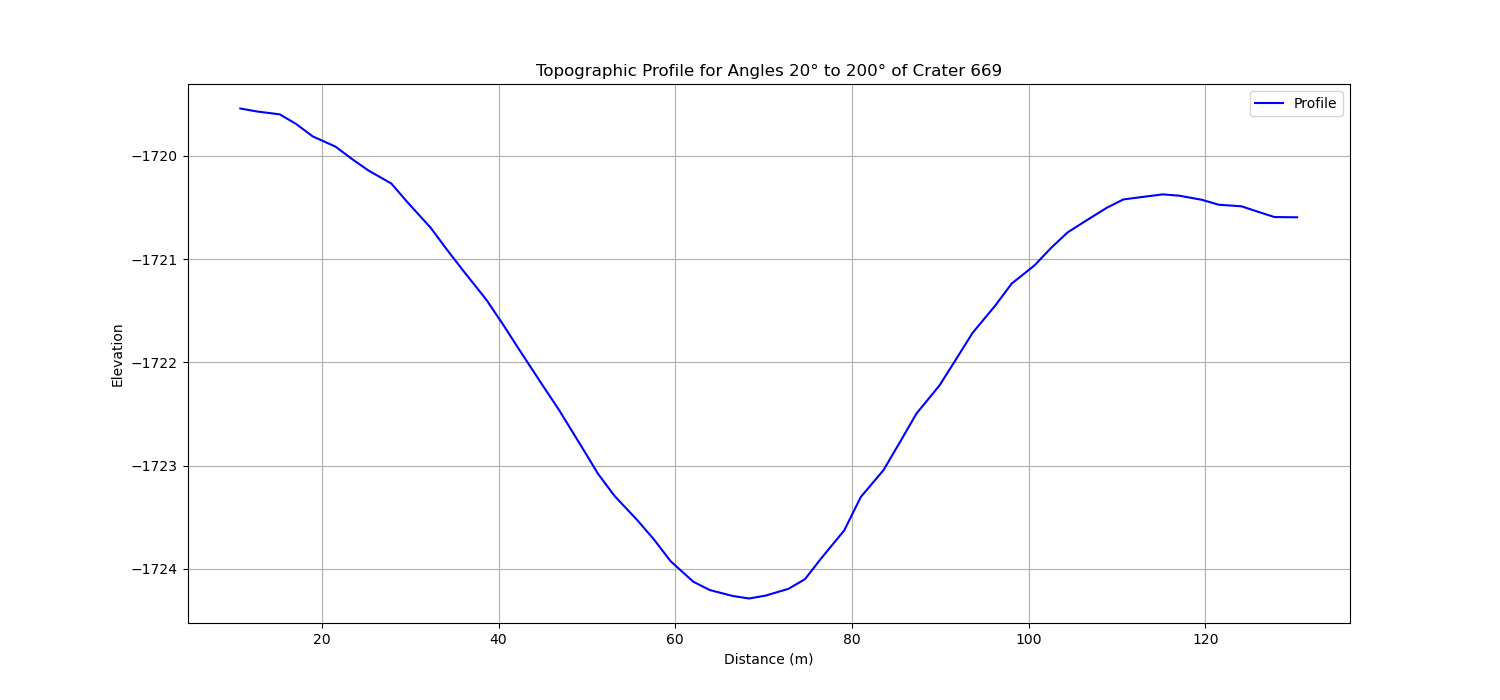 Topographic Profile for Angles 20° to 200° of Crater 669
Profile
−1720
−1721
−1722
−1723
−1724
Elevation
20
40
60
80
100
120
Distance (m)